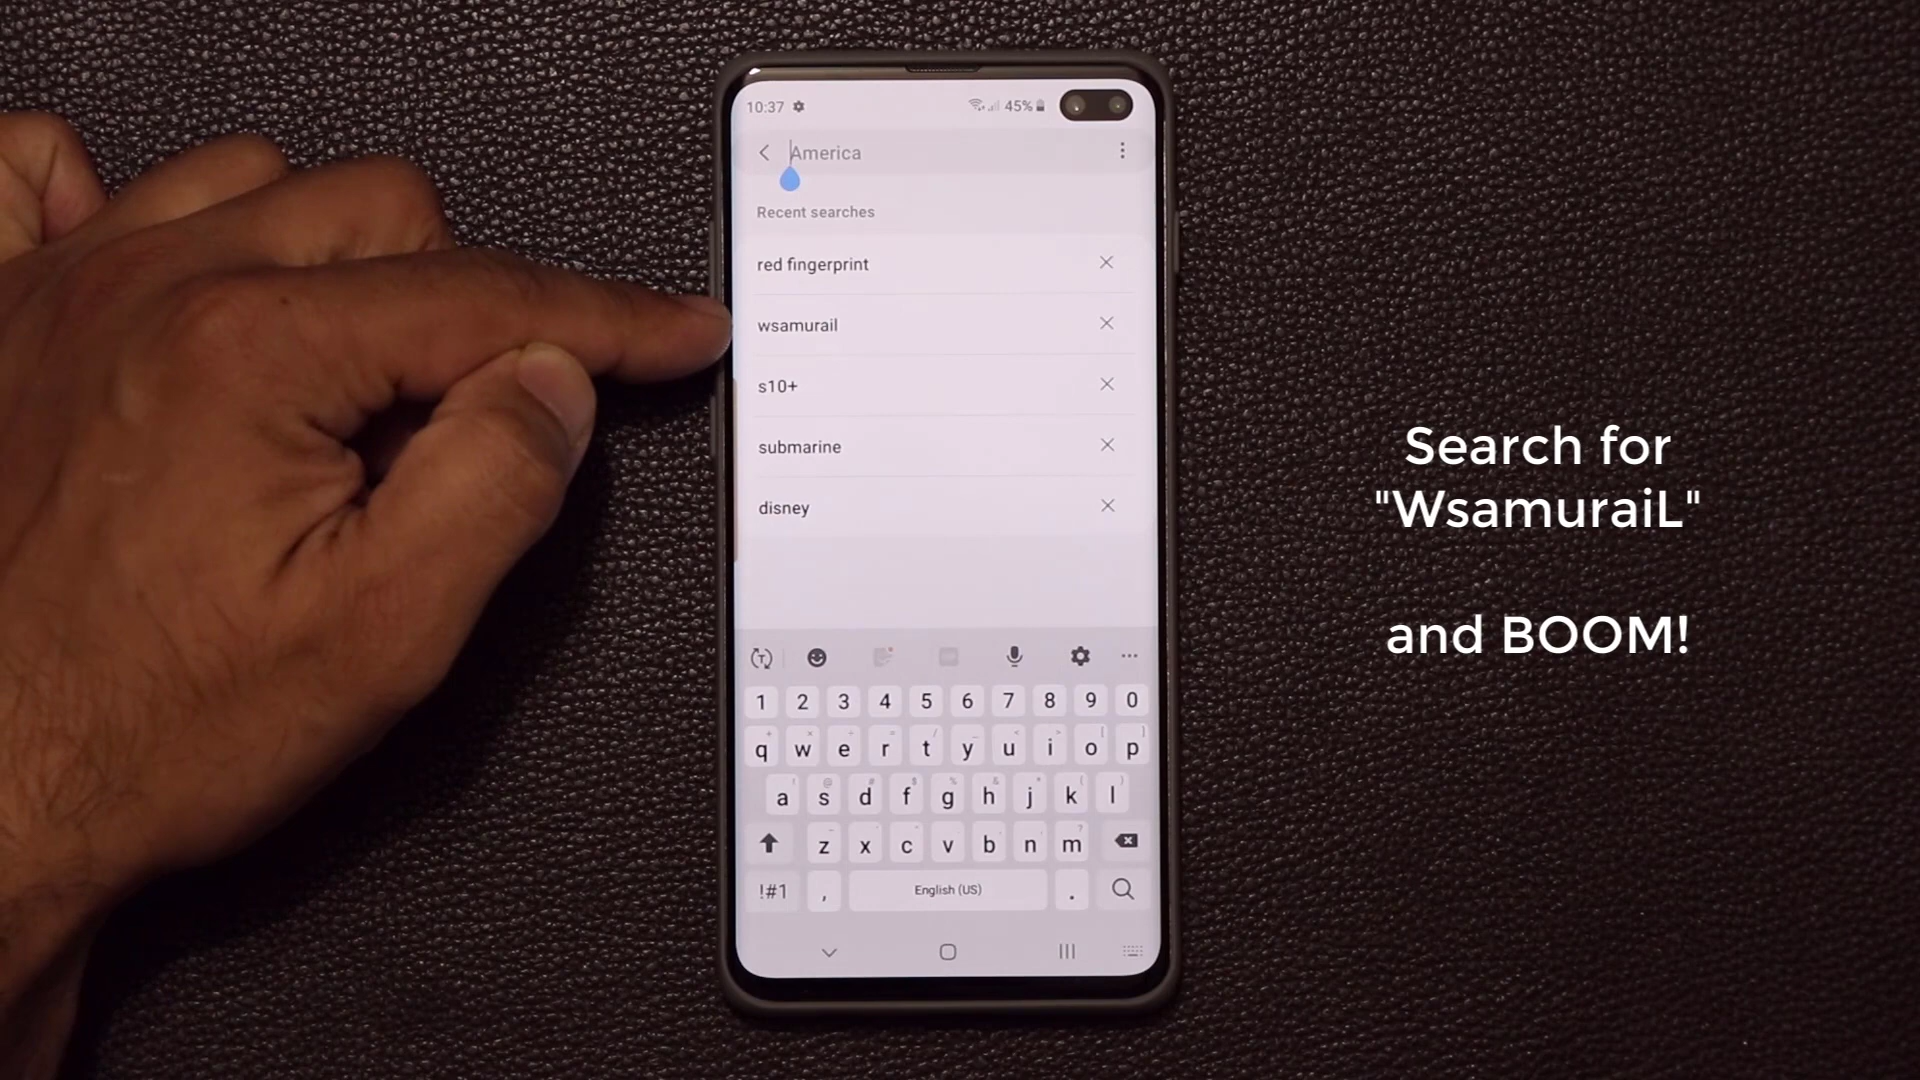 10:37 45%
America
Recent searches
red fingerprint
wsamurail
s10+
submarine
disney
Search for
"WsamuraiL"
and BOOM!
1 2 3 4 5 6 7 8 9 0
q w e r t y u i o p
a s d f g h j k l
z x c v b n m
!#1 , English (US) .